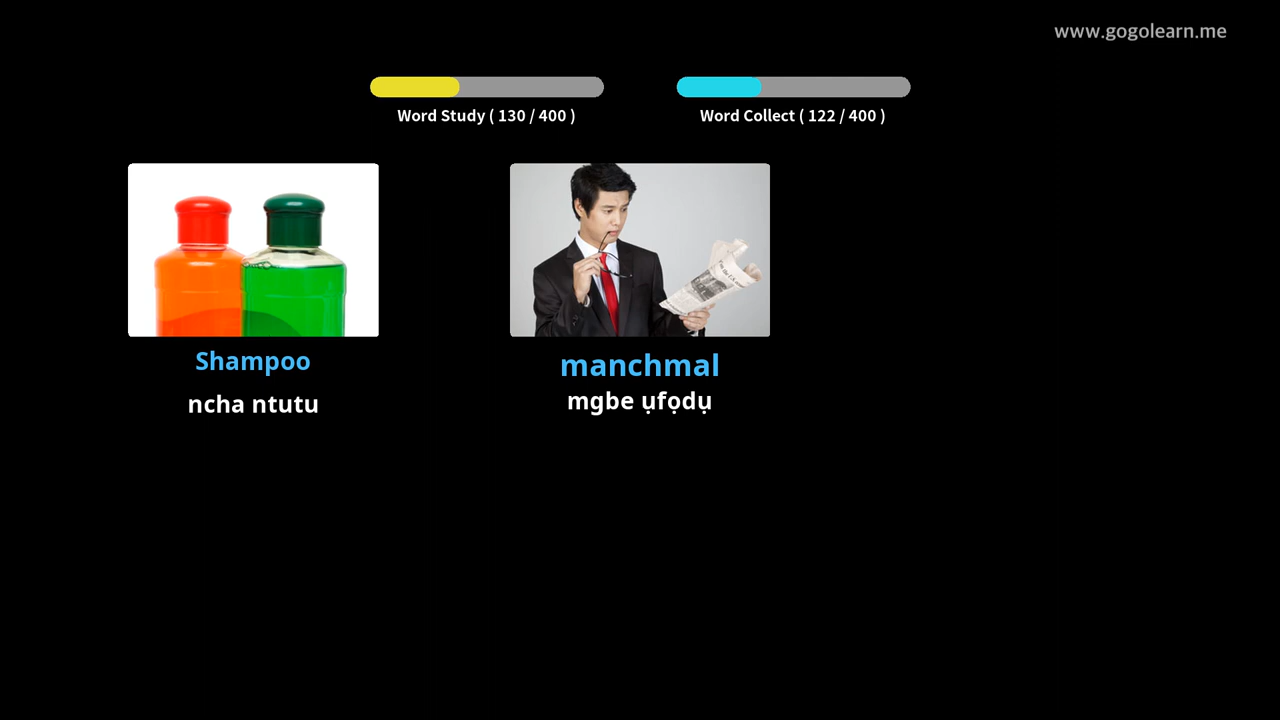 www.gogolearn.me
Word Study ( 130 / 400 )
Word Collect ( 122 / 400 )
Shampoo
ncha ntutu
manchmal
mgbe ụfọdụ